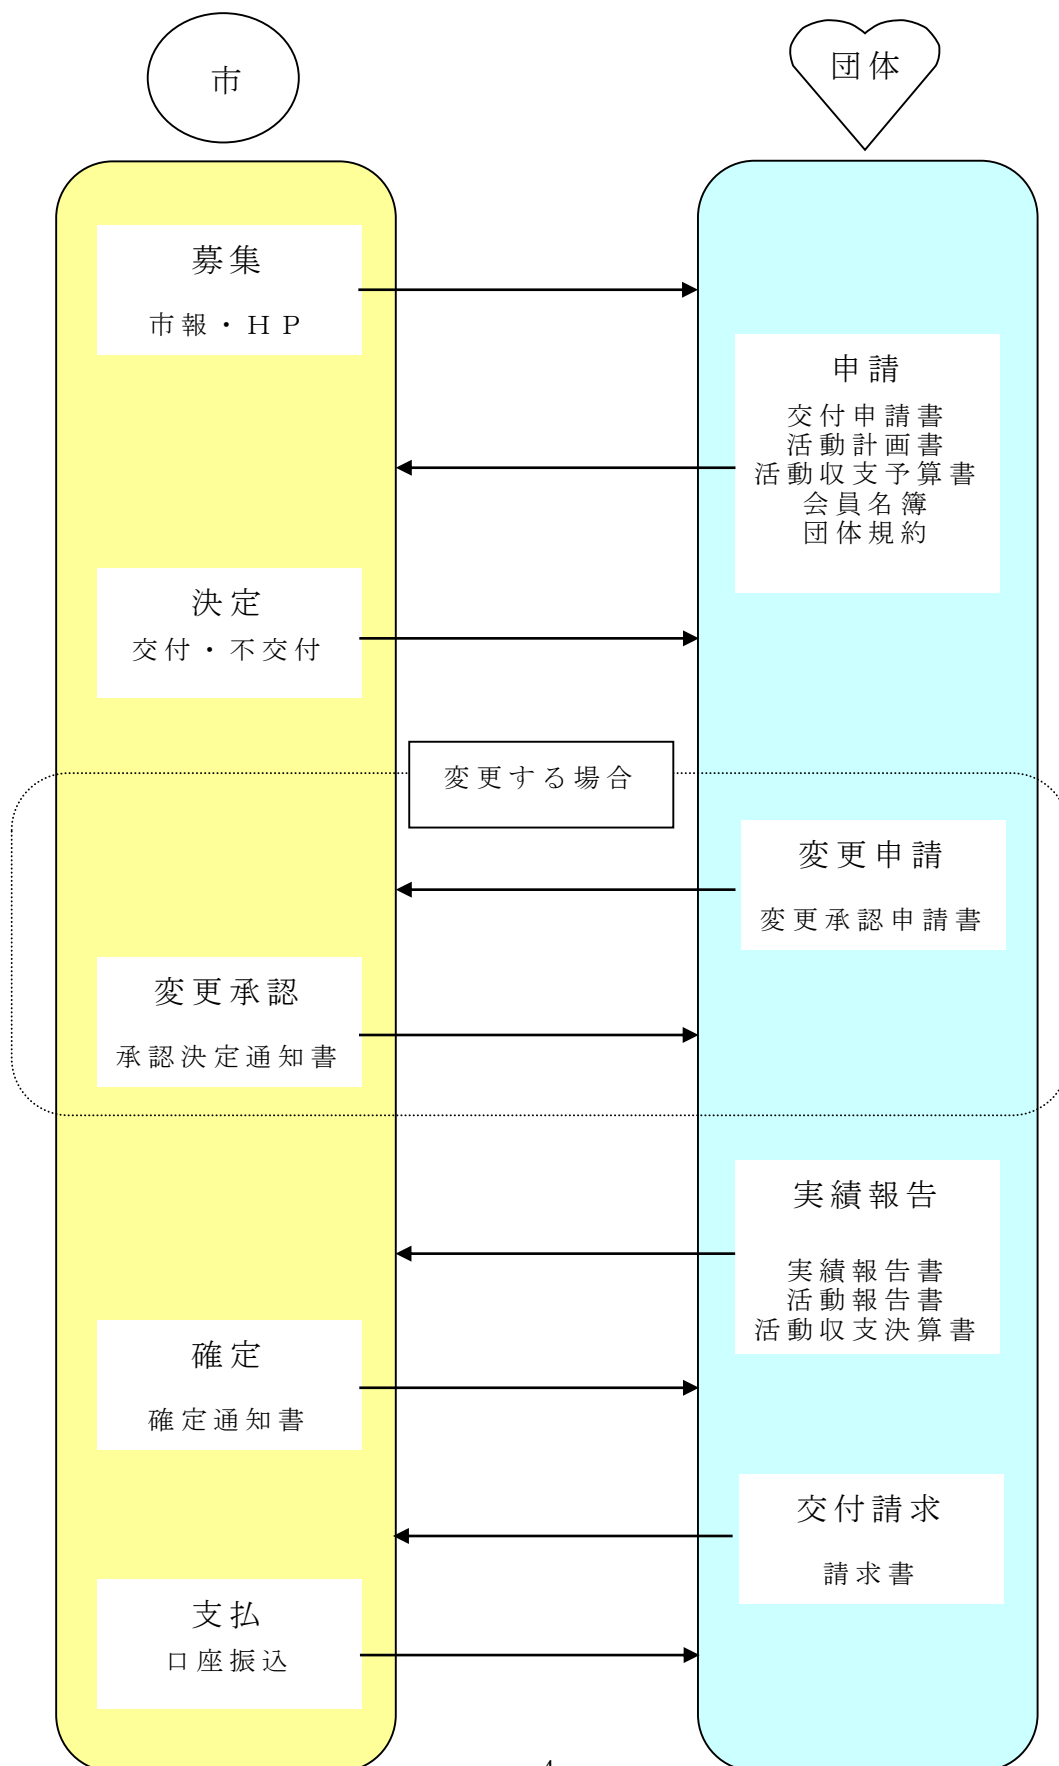 市
団体
募集
市報・ＨＰ
申請
交付申請書
活動計画書
活動収支予算書
会員名簿
団体規約
決定
交付・不交付
変更する場合
変更申請
変更承認申請書
変更承認
承認決定通知書
実績報告
実績報告書
活動報告書
活動収支決算書
確定
確定通知書
交付請求
請求書
支払
口座振込
4